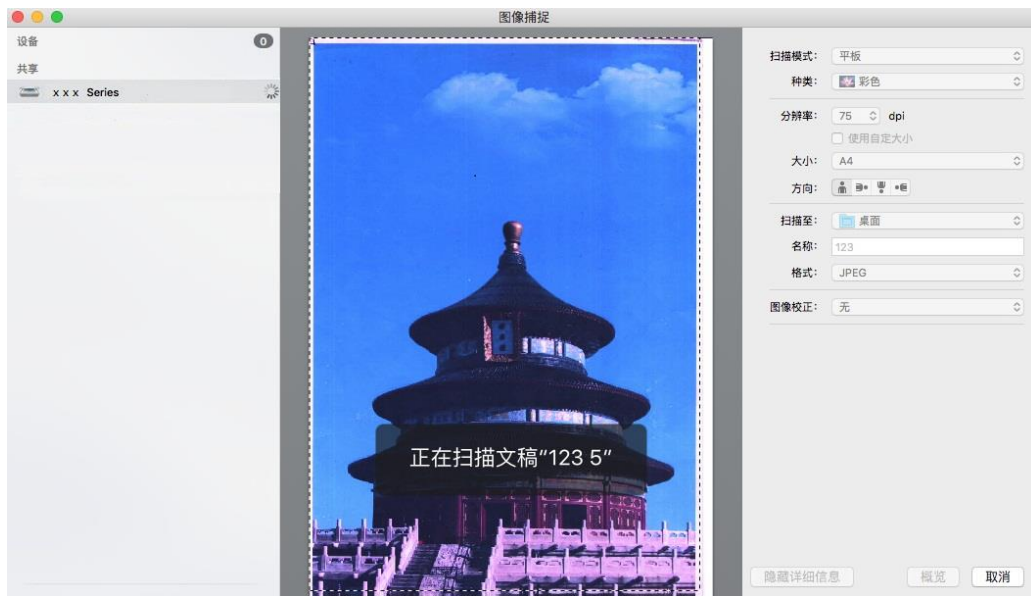 图像捕捉
设备
0
共享
x x x Series
扫描模式： 平板
种类： 彩色
分辨率： 75 dpi
使用自定大小
大小： A4
方向：
扫描至： 桌面
名称： 123
格式： JPEG
图像校正： 无
正在扫描文稿“123 5“
隐藏详细信息 概览 取消